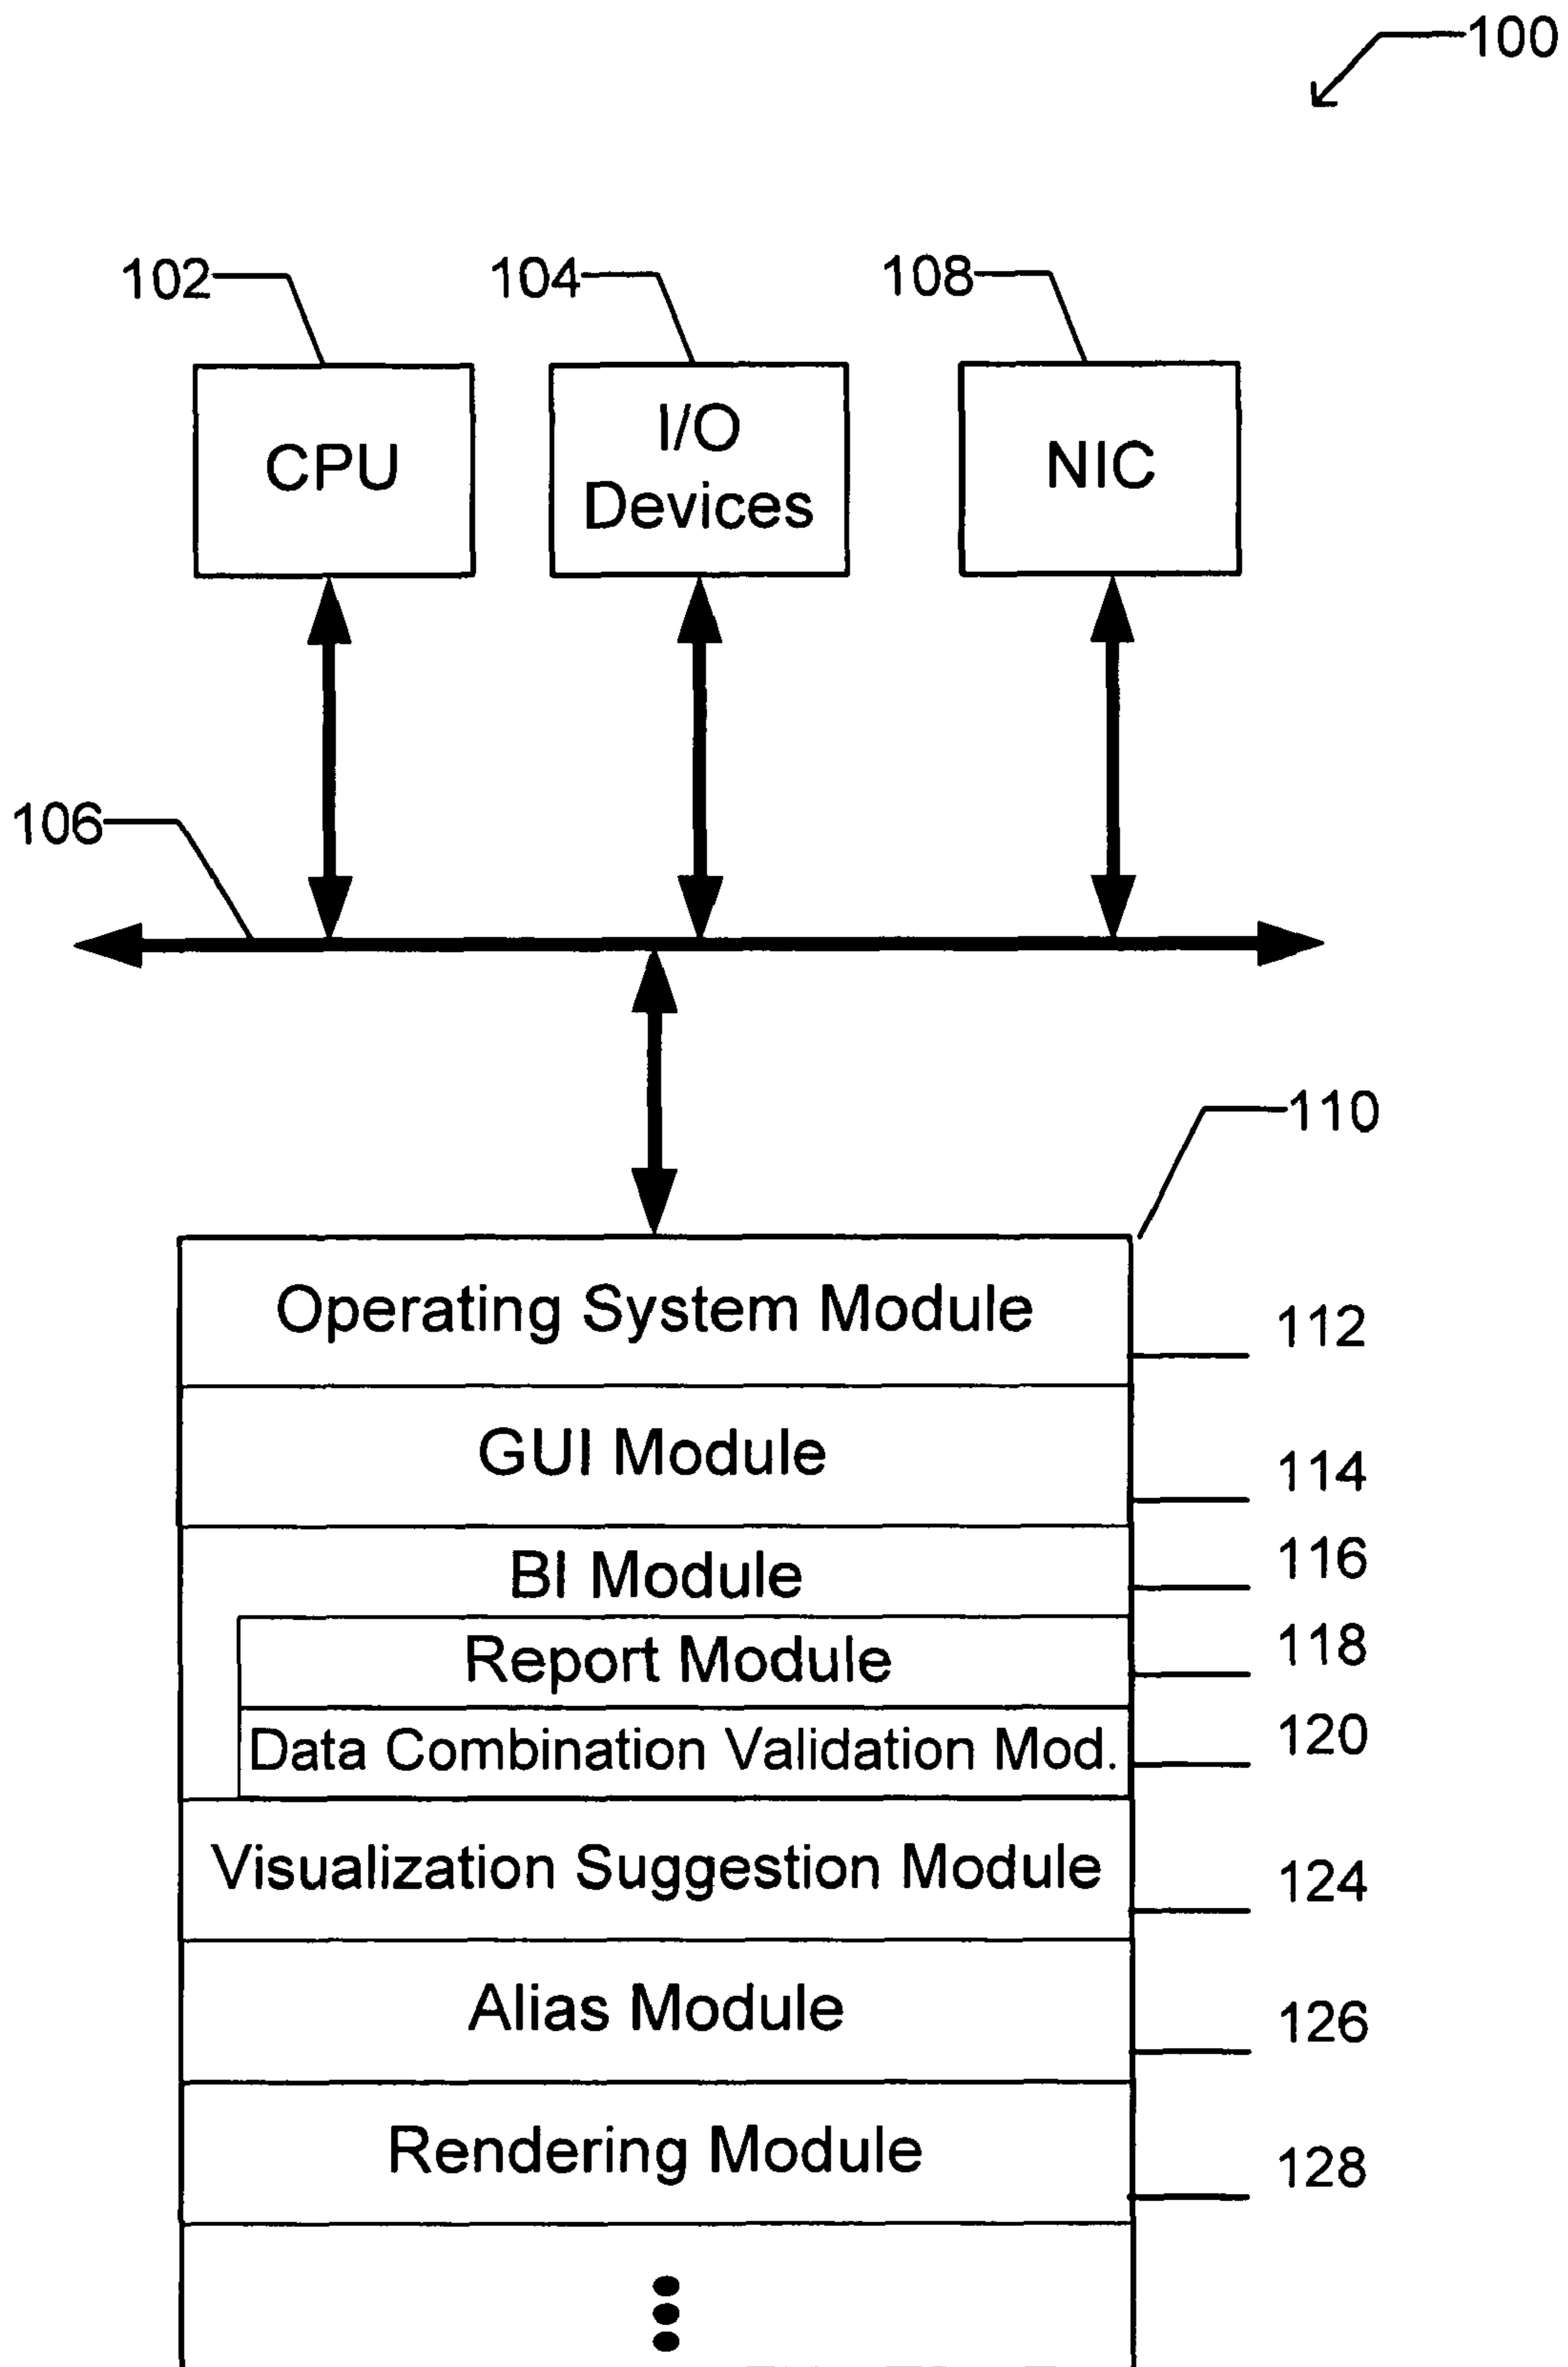 100
102
104
108
CPU
I/O
Devices
NIC
106
110
Operating System Module
112
GUI Module
114
BI Module
116
Report Module
118
Data Combination Validation Mod.
120
Visualization Suggestion Module
124
Alias Module
126
Rendering Module
128